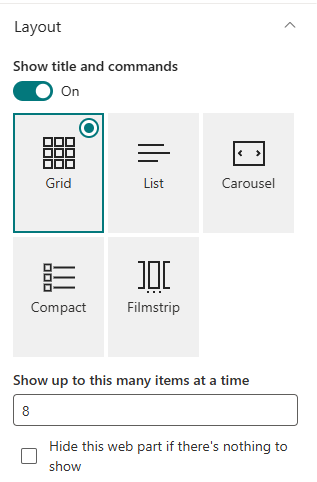 Layout
Show title and commands
On
Grid
List
Carousel
Compact
Filmstrip
Show up to this many items at a time
8
Hide this web part if there's nothing to
show